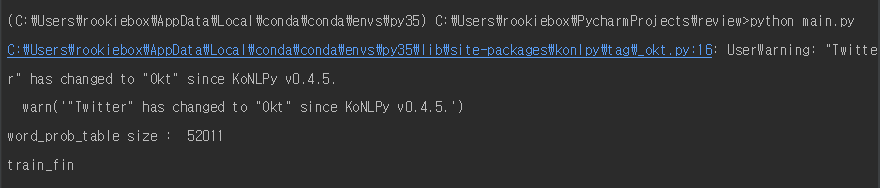 (C:₩Users₩rookiebox₩AppData₩Local₩conda₩conda₩envs₩py35) C:₩Users₩rookiebox₩PycharmProjects₩review>python main.py
C:₩Users₩rookiebox₩AppData₩Local₩conda₩conda₩envs₩py35₩lib₩site-packages₩konlpy₩tag₩_okt.py:16: UserWarning: "Twitte
r" has changed to "Okt" since KoNLPy v0.4.5.
  warn('"Twitter" has changed to "Okt" since KoNLPy v0.4.5.')
word_prob_table size :  52011
train_fin